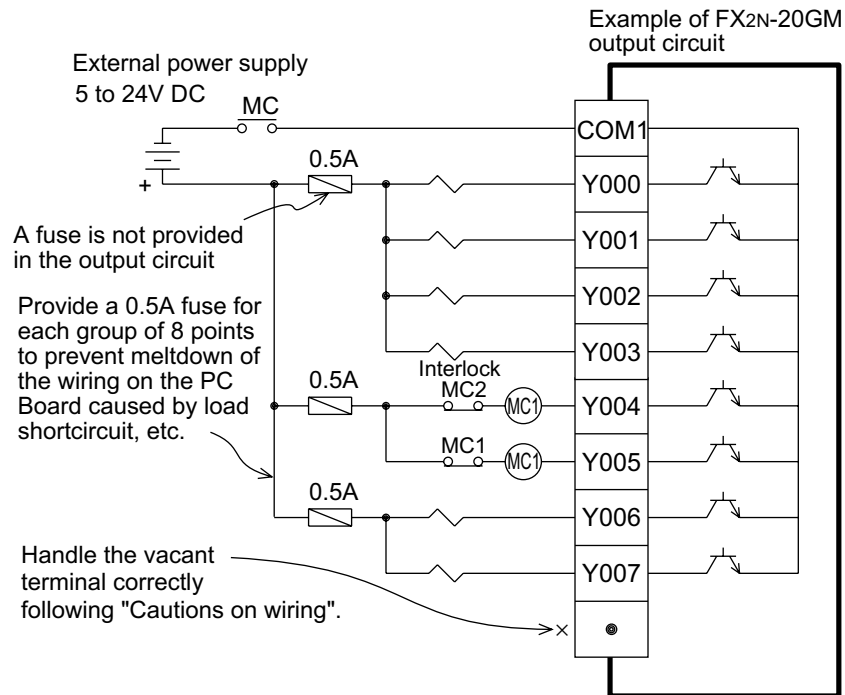 Example of FX2N-20GM
output circuit
External power supply
5 to 24V DC
MC
COM1
+
0.5A
Y000
A fuse is not provided
in the output circuit
Y001
Provide a 0.5A fuse for
each group of 8 points
to prevent meltdown of
the wiring on the PC
Board caused by load
shortcircuit, etc.
Y002
Y003
Interlock
0.5A
MC2
MC1
Y004
MC1
MC1
Y005
0.5A
Y006
Handle the vacant
terminal correctly
following "Cautions on wiring".
Y007
×